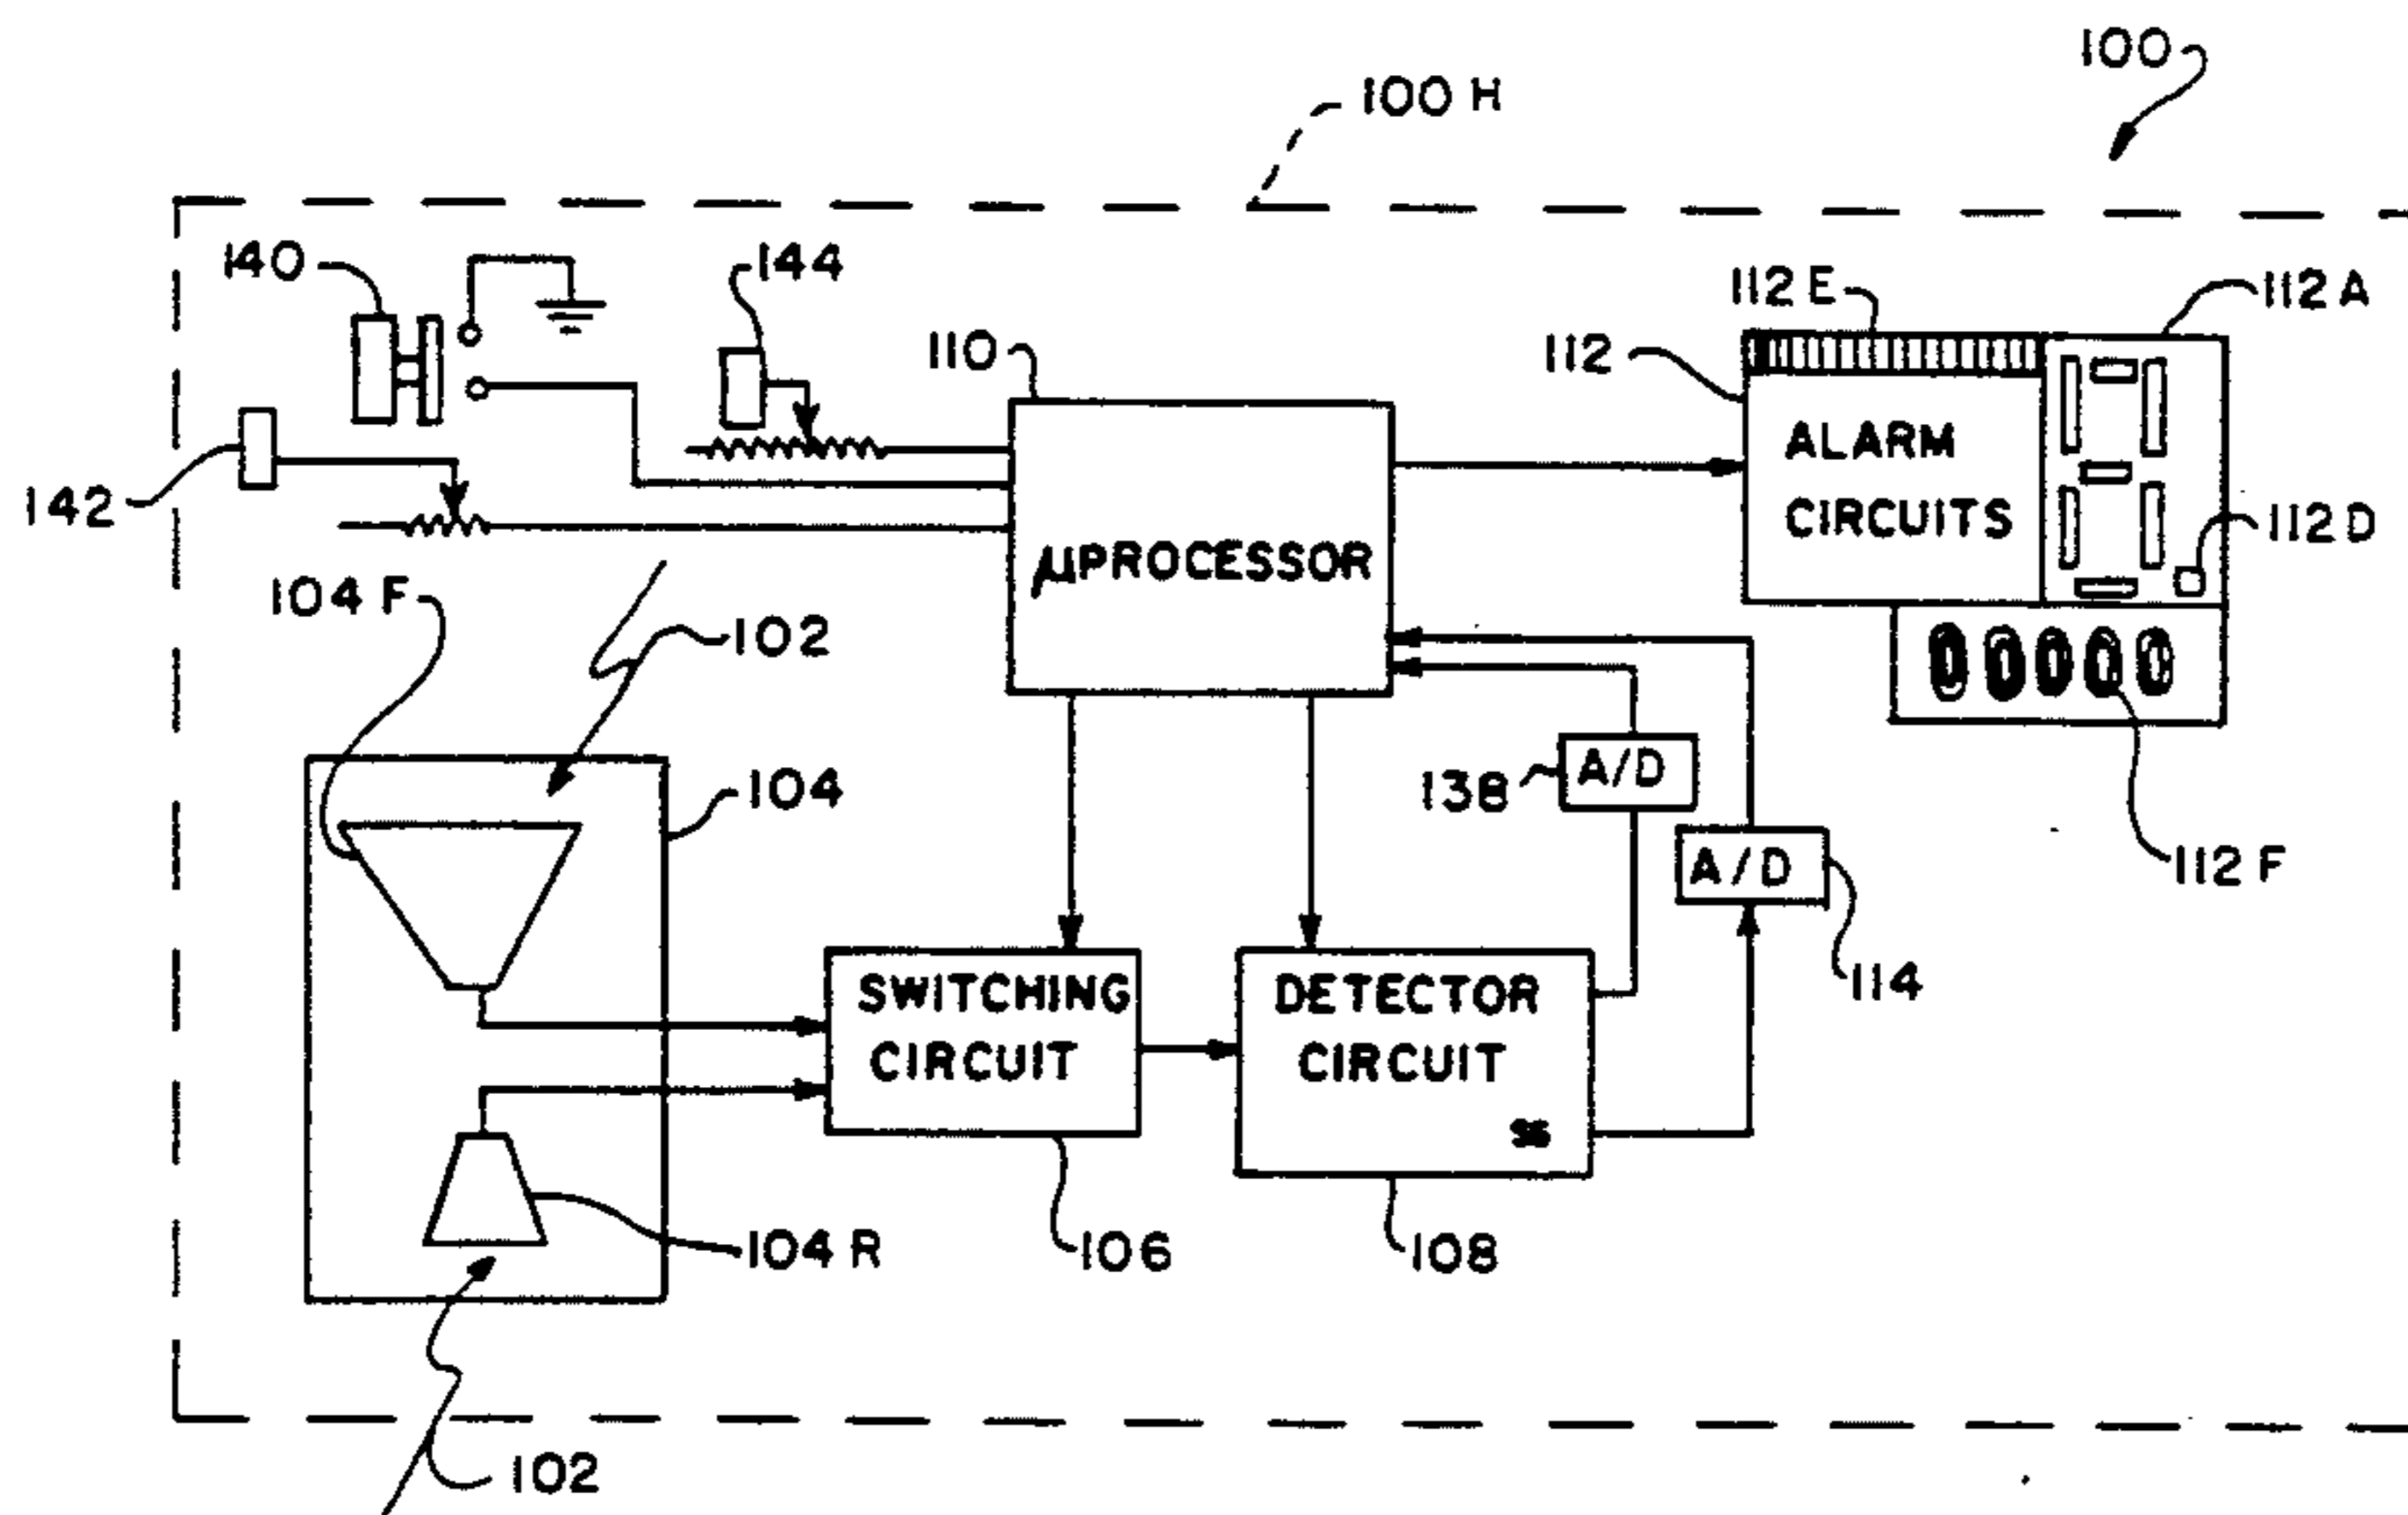 100
100 H
140
144
112 E
112 A
110
112
ALARM
CIRCUITS
142
112 D
µPROCESSOR
104 F
102
00000
104
138
A/D
A/D
112 F
114
SWITCHING
CIRCUIT
DETECTOR
CIRCUIT
SS
104 R
106
108
102